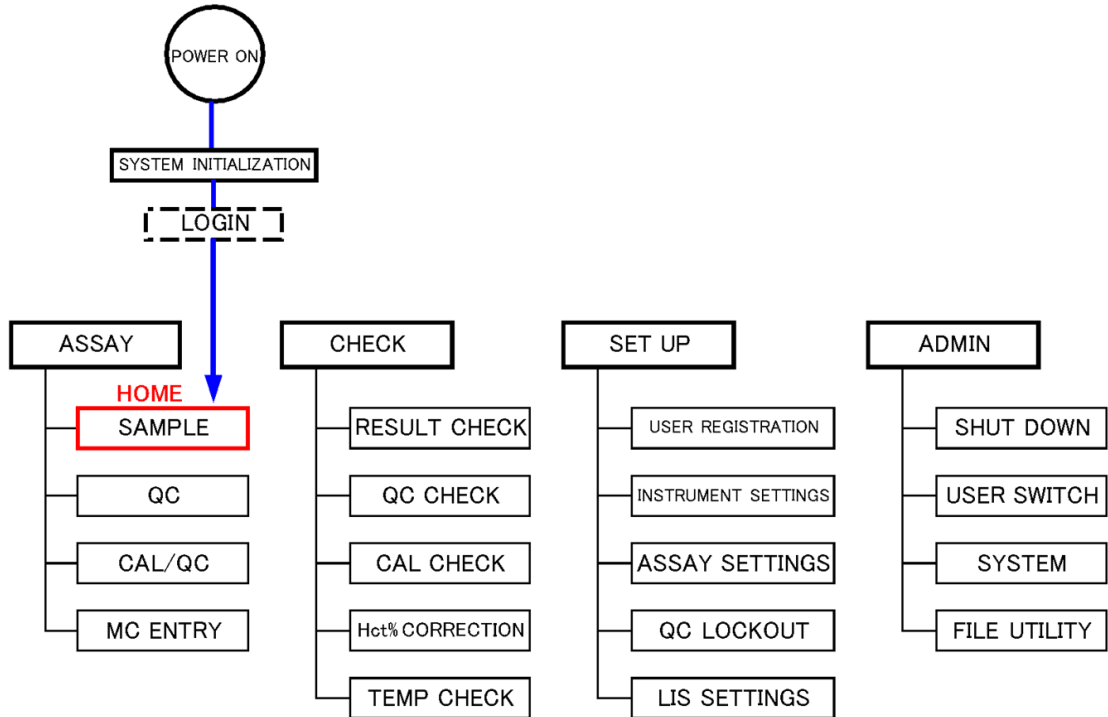 POWER ON
SYSTEM INITIALIZATION
LOGIN
ASSAY
CHECK
SET UP
ADMIN
HOME
SAMPLE
RESULT CHECK
USER REGISTRATION
SHUT DOWN
QC
QC CHECK
INSTRUMENT SETTINGS
USER SWITCH
CAL/QC
CAL CHECK
ASSAY SETTINGS
SYSTEM
MC ENTRY
Hct% CORRECTION
QC LOCKOUT
FILE UTILITY
TEMP CHECK
LIS SETTINGS